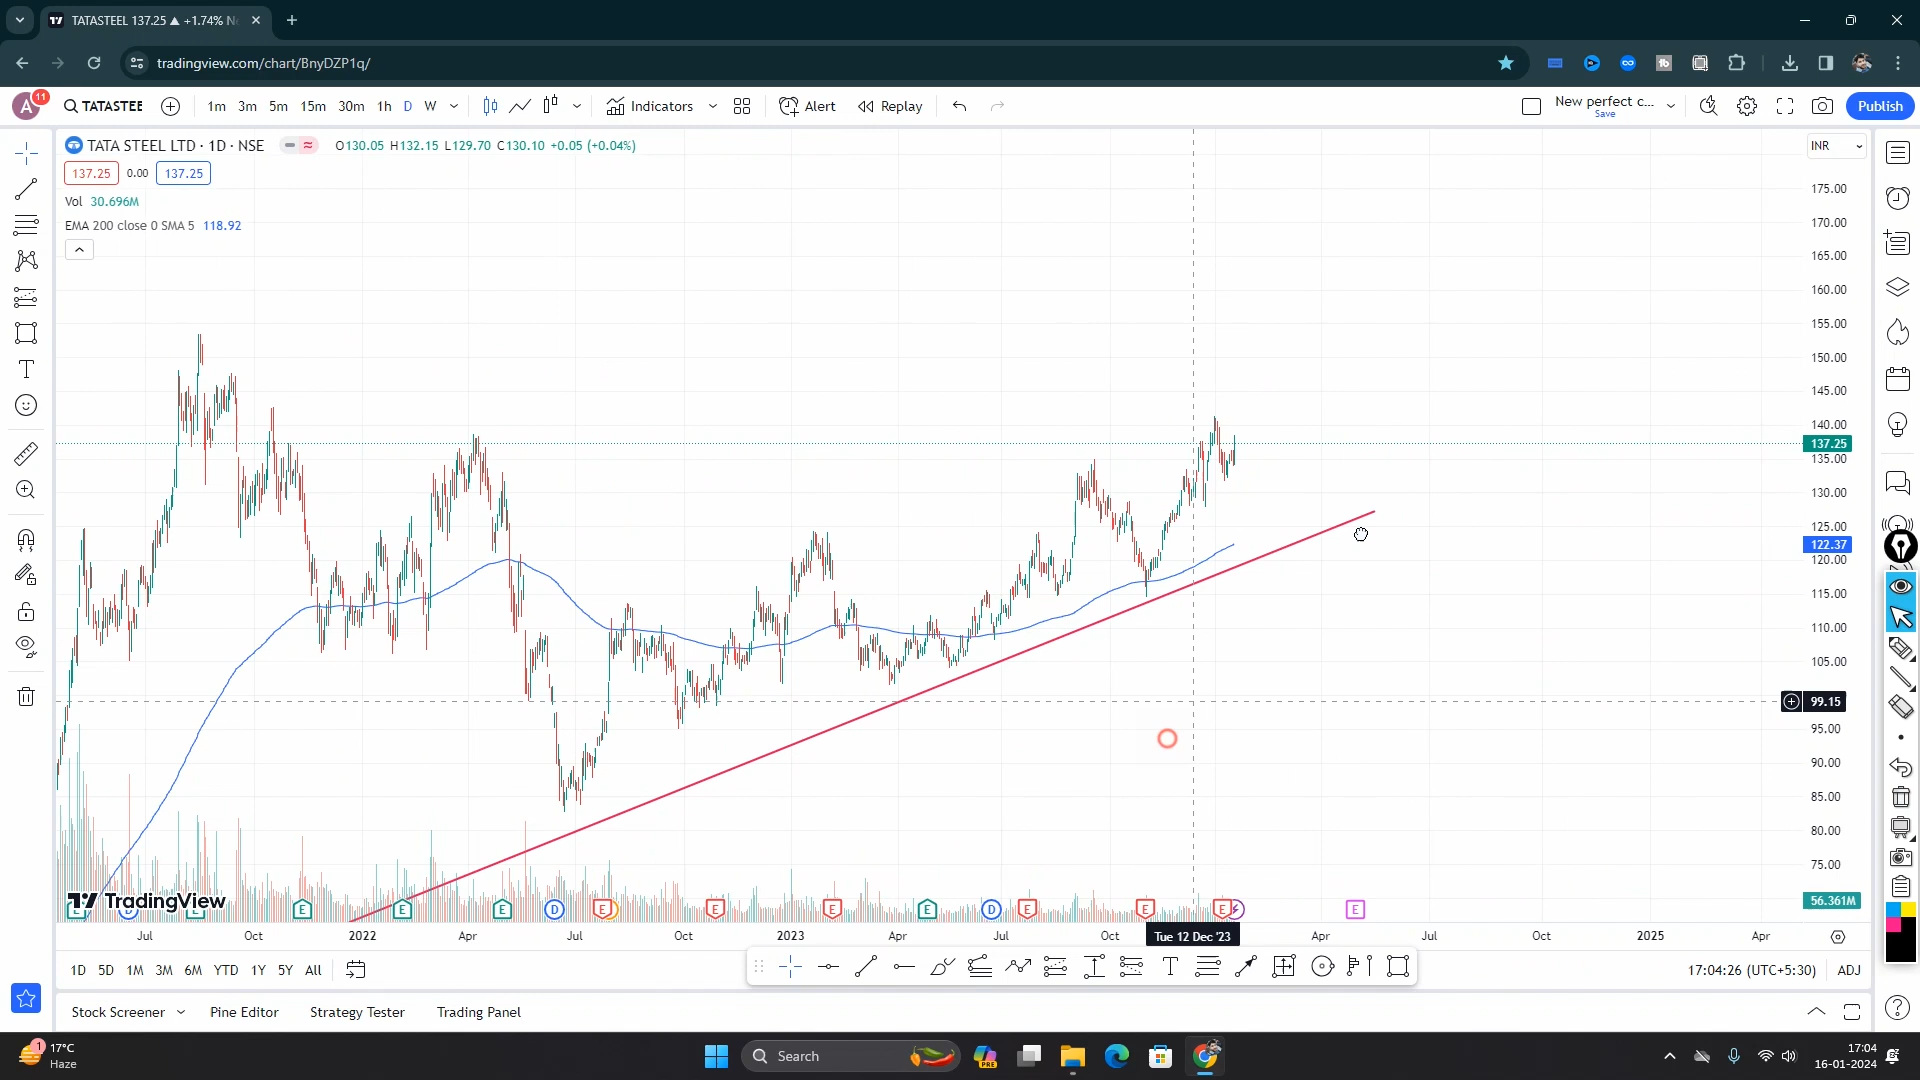 TATASTEEL 137.25 ▲ +1.74% N
tradingview.com/chart/BnyDZP1q/
A 11 TATASTEE 1m 3m 5m 15m 30m 1h D W Indicators Alert Replay New perfect c... Save Publish
TATA STEEL LTD · 1D · NSE O130.05 H132.15 L129.70 C130.10 +0.05 (+0.04%) INR
137.25 0.00 137.25
Vol 30.696M
EMA 200 close 0 SMA 5 118.92
175.00
170.00
165.00
160.00
155.00
150.00
145.00
140.00
137.25
135.00
130.00
125.00
122.37
120.00
115.00
110.00
105.00
99.15
95.00
90.00
85.00
80.00
75.00
56.361M
TradingView
E D E E E E D E E E E D E E E E
Jul Oct 2022 Apr Jul Oct 2023 Apr Jul Oct Tue 12 Dec '23 Apr Jul Oct 2025 Apr
1D 5D 1M 3M 6M YTD 1Y 5Y All 17:04:26 (UTC+5:30) ADJ
Stock Screener Pine Editor Strategy Tester Trading Panel
1 17°C
Haze
Search
PRE
17:04
16-01-2024